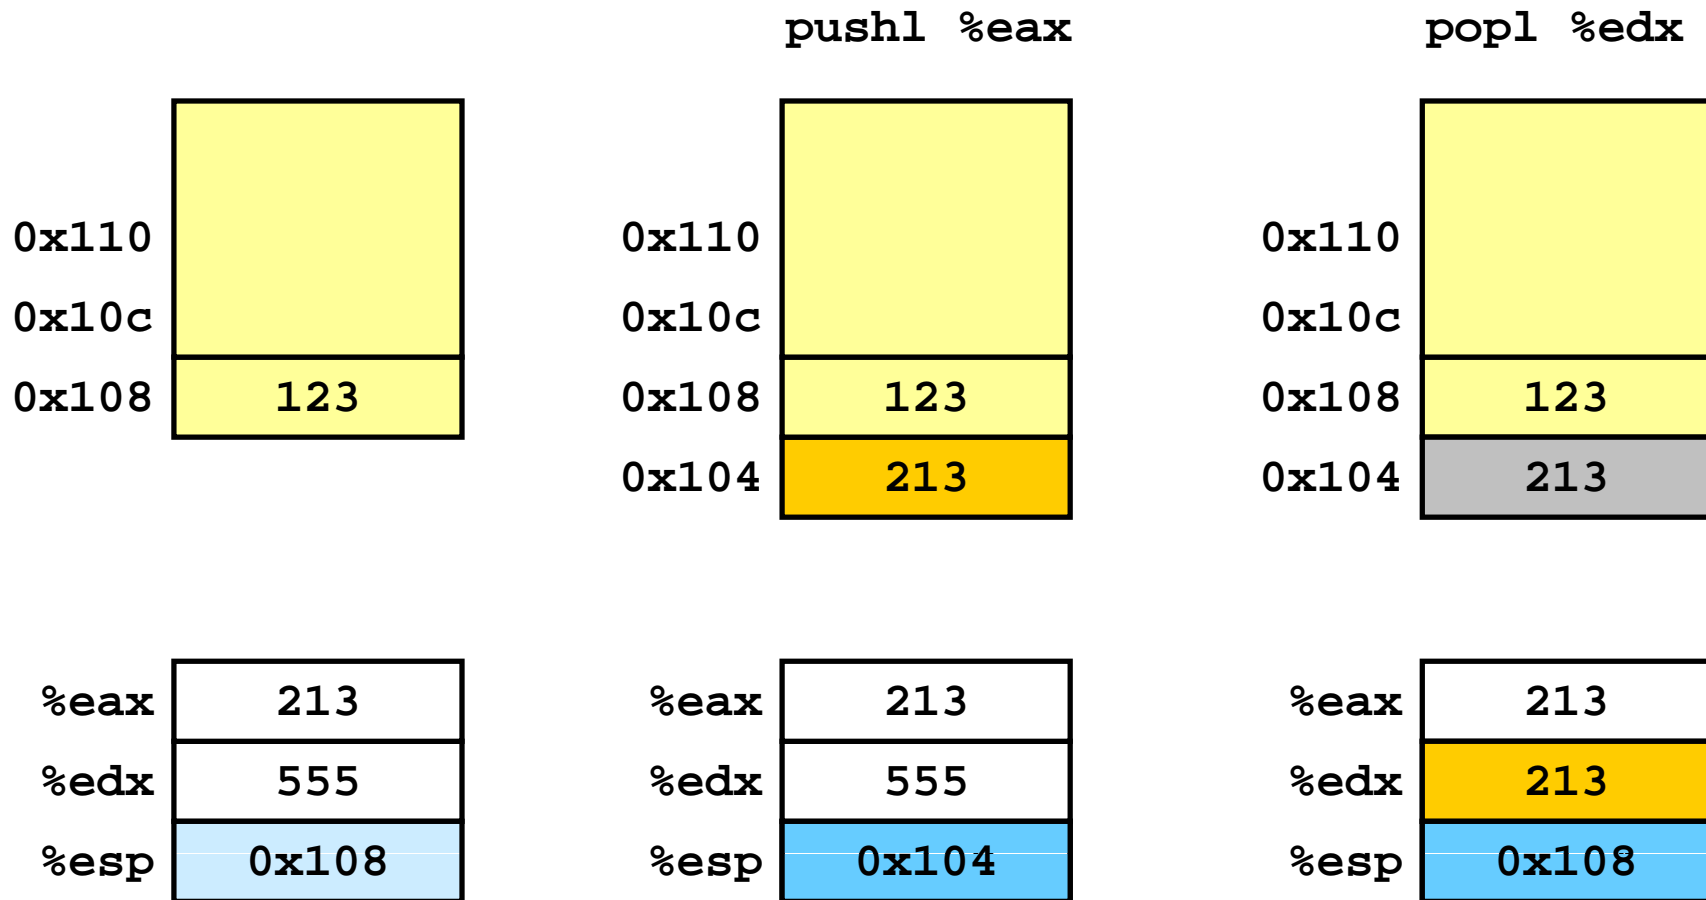 pushl %eax popl %edx
0x110 0x110 0x110
0x10c 0x10c 0x10c
0x108 123 0x108 123 0x108 123
0x104 213 0x104 213
%eax 213 %eax 213 %eax 213
%edx 555 %edx 555 %edx 213
%esp 0x108 %esp 0x104 %esp 0x108